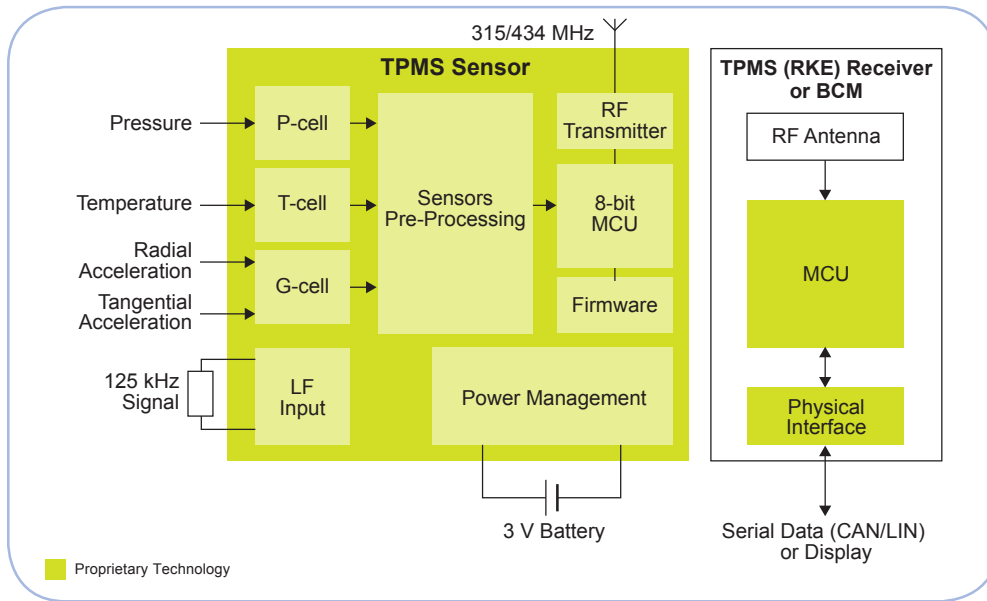 315/434 MHz
TPMS Sensor
Pressure
P-cell
RF
Transmitter
Temperature
T-cell
Sensors
Pre-Processing
8-bit
MCU
Radial
Acceleration
Tangential
Acceleration
G-cell
Firmware
125 kHz
Signal
LF
Input
Power Management
3 V Battery
TPMS (RKE) Receiver
or BCM
RF Antenna
MCU
Physical
Interface
Serial Data (CAN/LIN)
or Display
Proprietary Technology